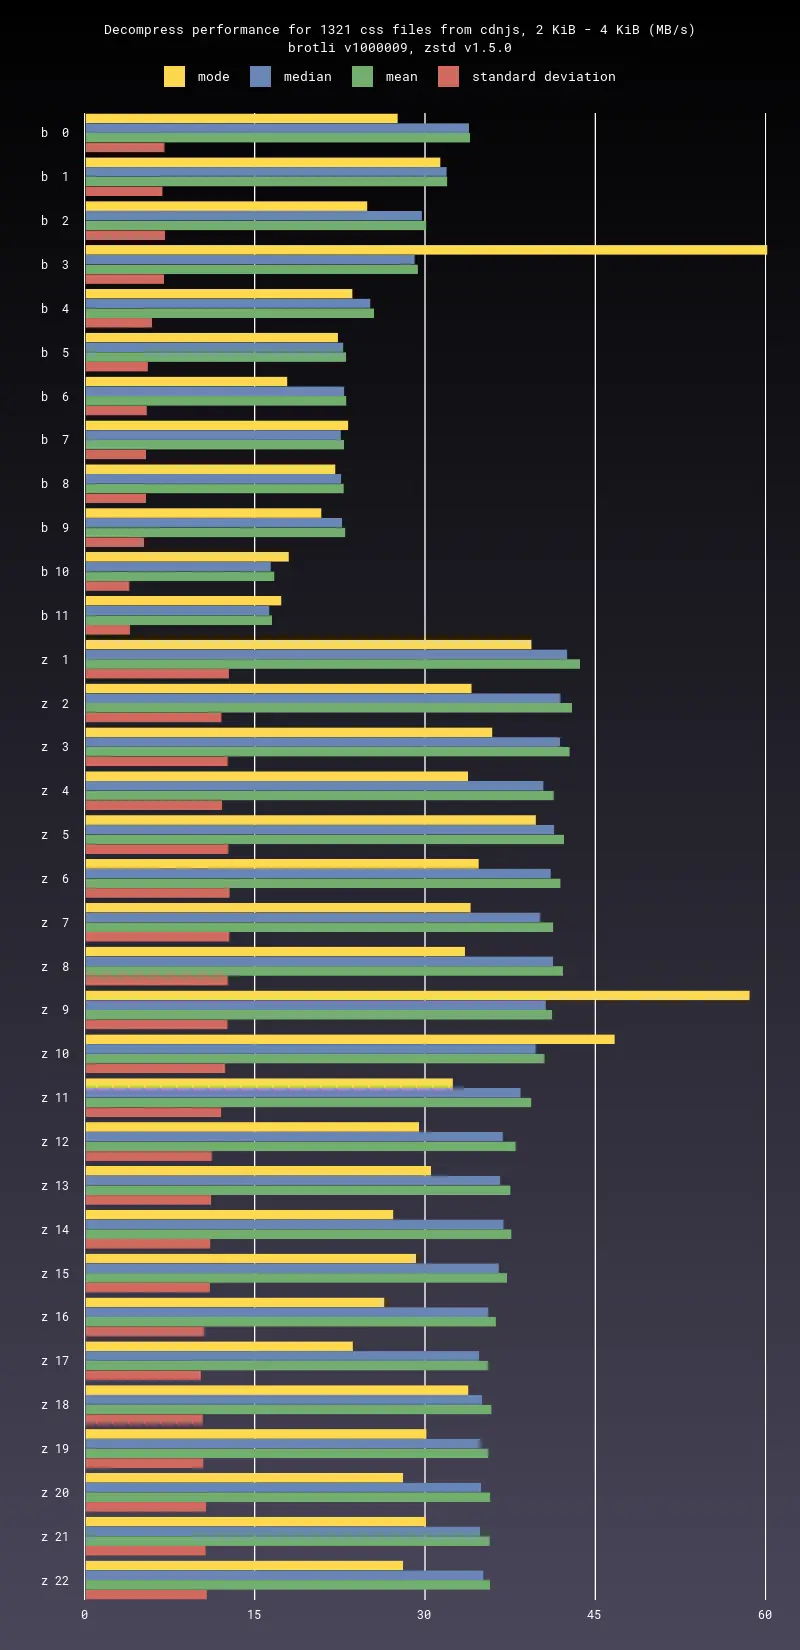 Decompress performance for 1321 css files from cdnjs, 2 KiB - 4 KiB (MB/s)
brotli v1000009, zstd v1.5.0
mode median mean standard deviation
b 0
b 1
b 2
b 3
b 4
b 5
b 6
b 7
b 8
b 9
b 10
b 11
z 1
z 2
z 3
z 4
z 5
z 6
z 7
z 8
z 9
z 10
z 11
z 12
z 13
z 14
z 15
z 16
z 17
z 18
z 19
z 20
z 21
z 22
0 15 30 45 60